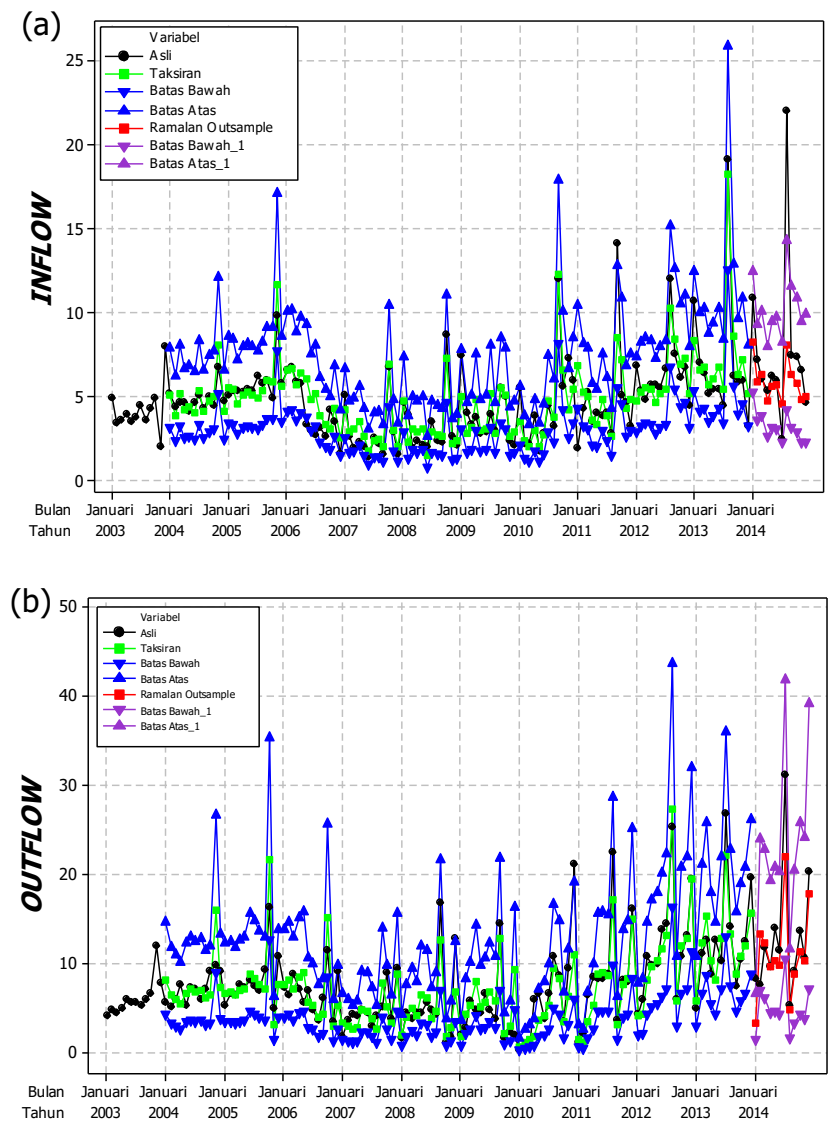 (a)
Variabel
Asli
Taksiran
Batas Bawah
Batas Atas
Ramalan Outsample
Batas Bawah_1
Batas Atas_1
INFLOW
25
20
15
10
5
0
Bulan Januari Januari Januari Januari Januari Januari Januari Januari Januari Januari Januari Januari
Tahun 2003 2004 2005 2006 2007 2008 2009 2010 2011 2012 2013 2014
(b)
Variabel
Asli
Taksiran
Batas Bawah
Batas Atas
Ramalan Outsample
Batas Bawah_1
Batas Atas_1
OUTFLOW
50
40
30
20
10
0
Bulan Januari Januari Januari Januari Januari Januari Januari Januari Januari Januari Januari Januari
Tahun 2003 2004 2005 2006 2007 2008 2009 2010 2011 2012 2013 2014